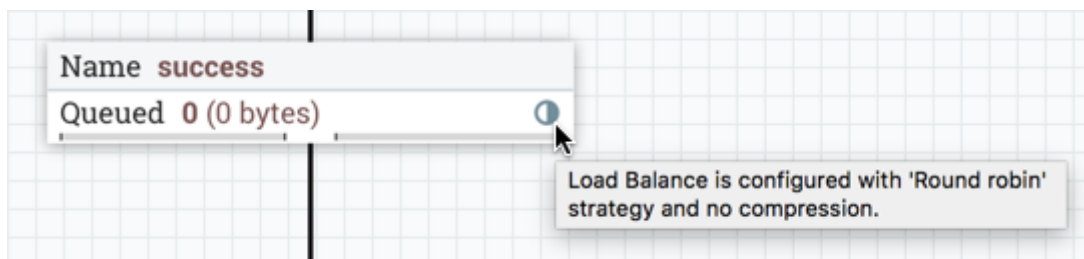 Name success
Queued 0 (0 bytes)
Load Balance is configured with 'Round robin'
strategy and no compression.